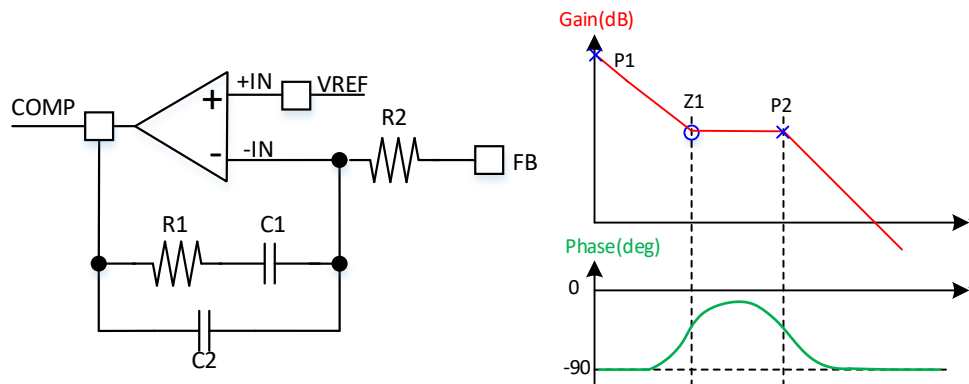 COMP
+
+IN
VREF
-
-IN
R2
FB
R1
C1
C2
Gain(dB)
P1
Z1
P2
Phase(deg)
0
-90